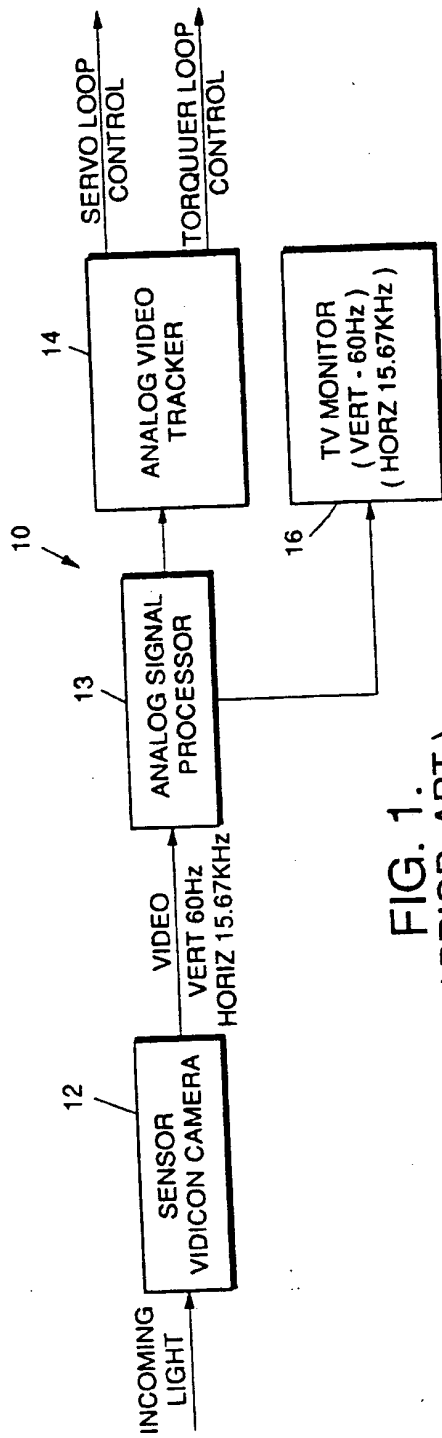 INCOMING
LIGHT
12
SENSOR
VIDICON CAMERA
VIDEO
VERT 60Hz
HORIZ 15.67KHz
10
13
ANALOG SIGNAL
PROCESSOR
14
ANALOG VIDEO
TRACKER
SERVO LOOP
CONTROL
TORQUUER LOOP
CONTROL
16
TV MONITOR
( VERT - 60Hz )
( HORZ 15.67KHz )
FIG. 1.
(PRIOR ART)